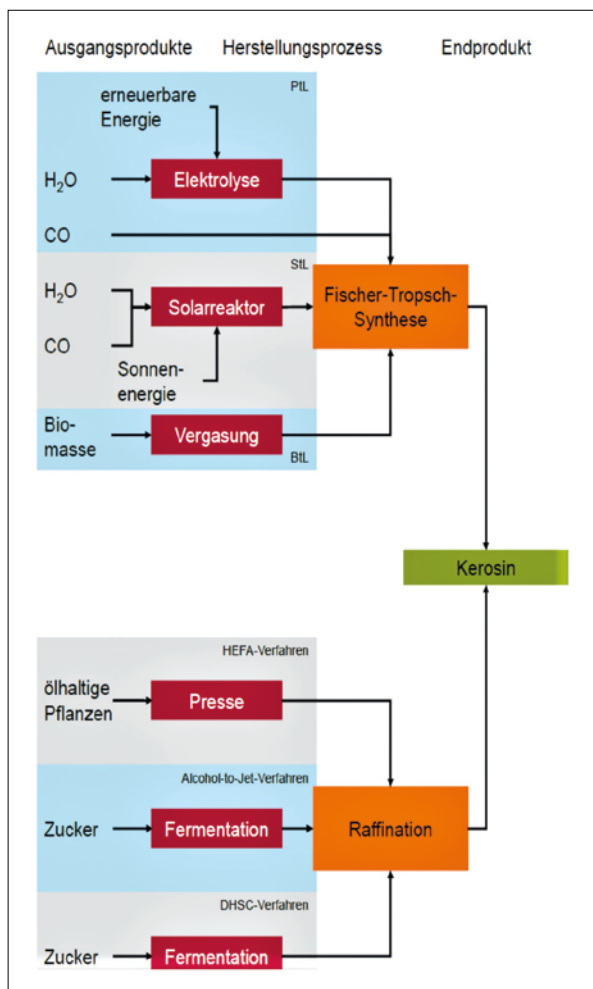 Ausgangsprodukte Herstellungsprozess Endprodukt
PtL
erneuerbare
Energie
H₂O
Elektrolyse
CO
StL
H₂O
Solarreaktor
Fischer-Tropsch-
Synthese
CO
Sonnen-
energie
Bio-
masse
Vergasung
BtL
Kerosin
HEFA-Verfahren
ölhaltige
Pflanzen
Presse
Alcohol-to-Jet-Verfahren
Zucker
Fermentation
Raffination
DHSC-Verfahren
Zucker
Fermentation